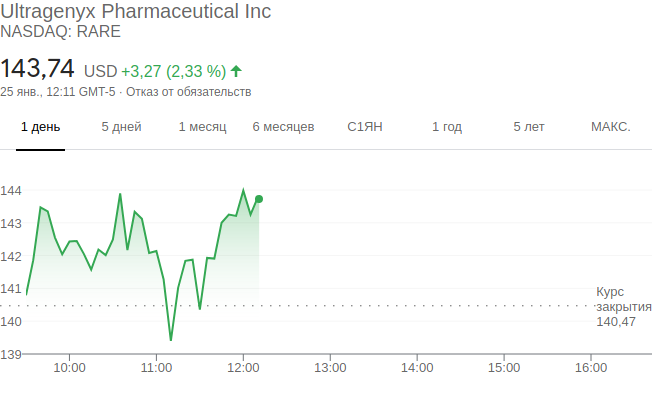 Ultragenyx Pharmaceutical Inc
NASDAQ: RARE
143,74 USD +3,27 (2,33 %)
25 янв., 12:11 GMT-5 · Отказ от обязательств
1 день 5 дней 1 месяц 6 месяцев С1ЯН 1 год 5 лет МАКС.
144
143
142
141
140
139
Курс
закрытия
140,47
10:00 11:00 12:00 13:00 14:00 15:00 16:00